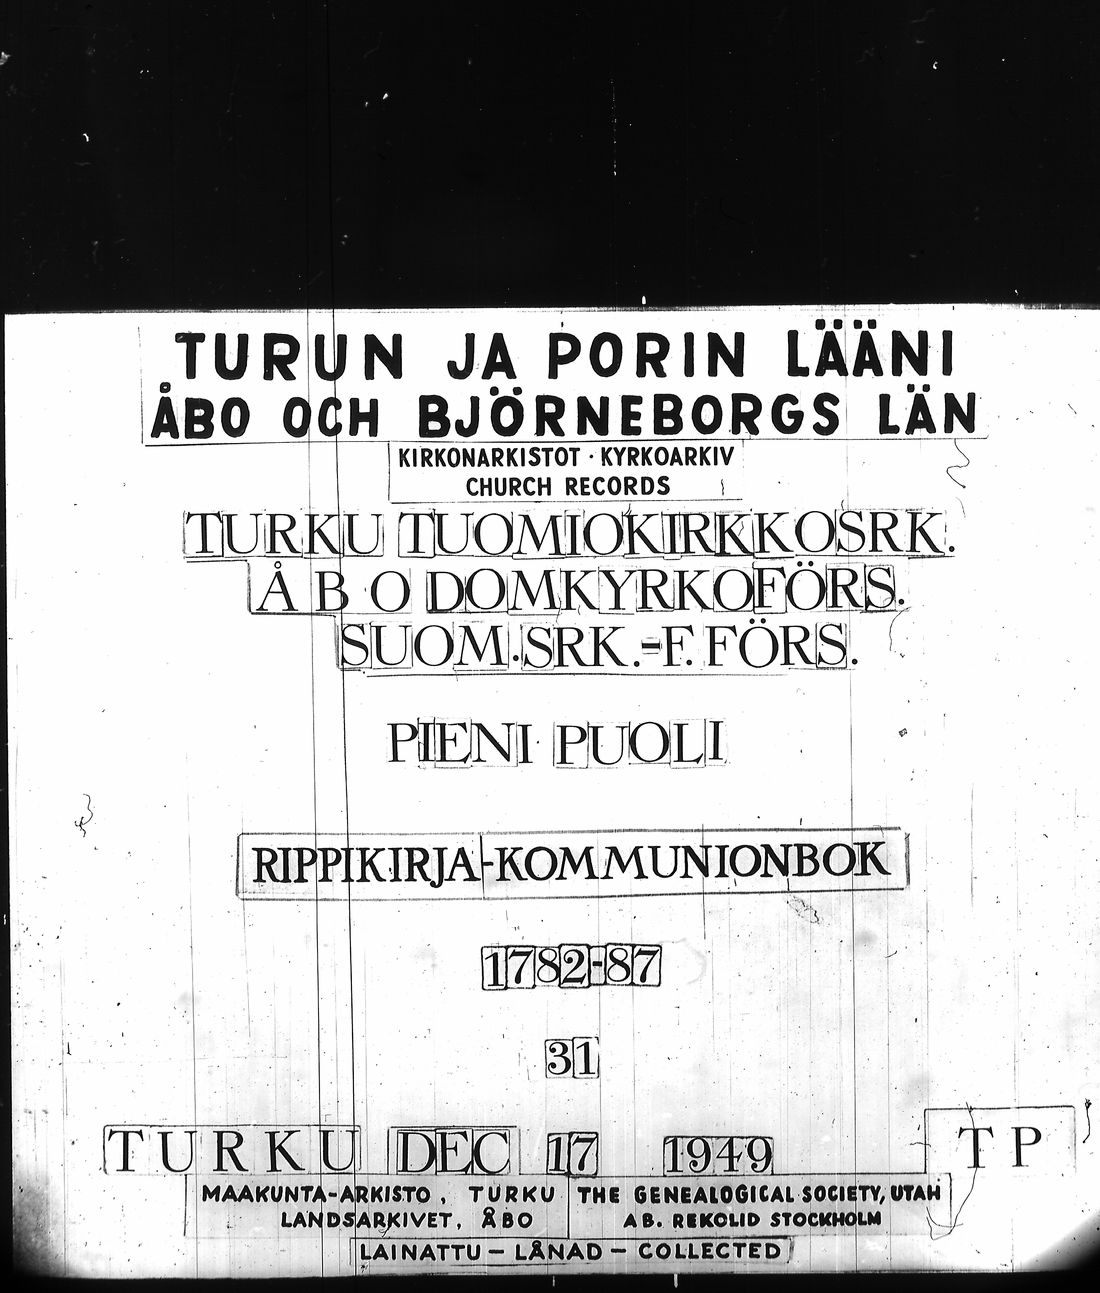 TURUN JA PORIN LÄÄNI
ÅBO OCH BJÖRNEBORGS LÄN
KIRKONARKISTOT · KYRKOARKIV
CHURCH RECORDS
TURKU TUOMIOKIRKKOSRK.
ÅBO DOMKYRKOFÖRS.
SUOM.SRK.-F. FÖRS.
PIENI PUOLI
RIPPIKIRJA-KOMMUNIONBOK
1782-87
31
TURKU DEC 17 1949 TP
MAAKUNTA-ARKISTO, TURKU THE GENEALOGICAL SOCIETY, UTAH
LANDSARKIVET, ÅBO AB. REKOLID STOCKHOLM
LAINATTU – LÅNAD – COLLECTED